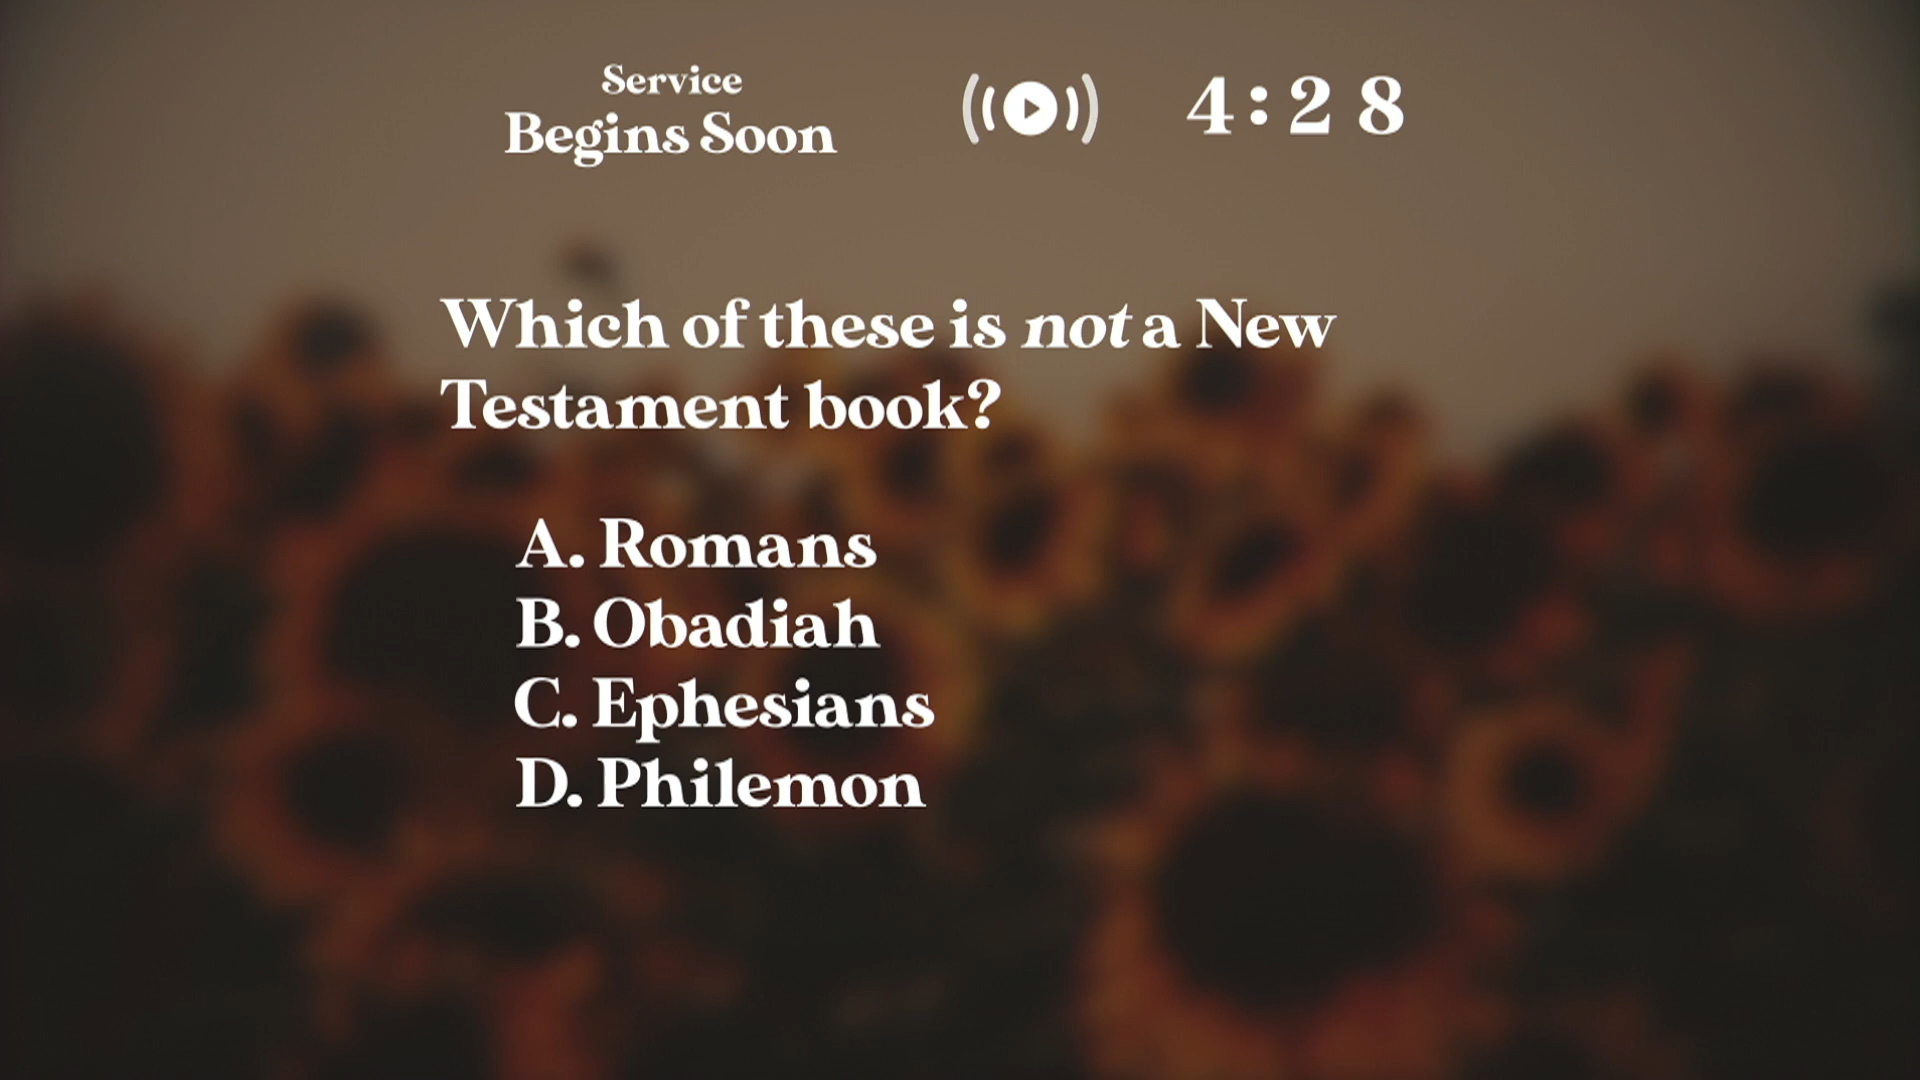 Service
Begins Soon
4:28
Which of these is not a New
Testament book?
A. Romans
B. Obadiah
C. Ephesians
D. Philemon